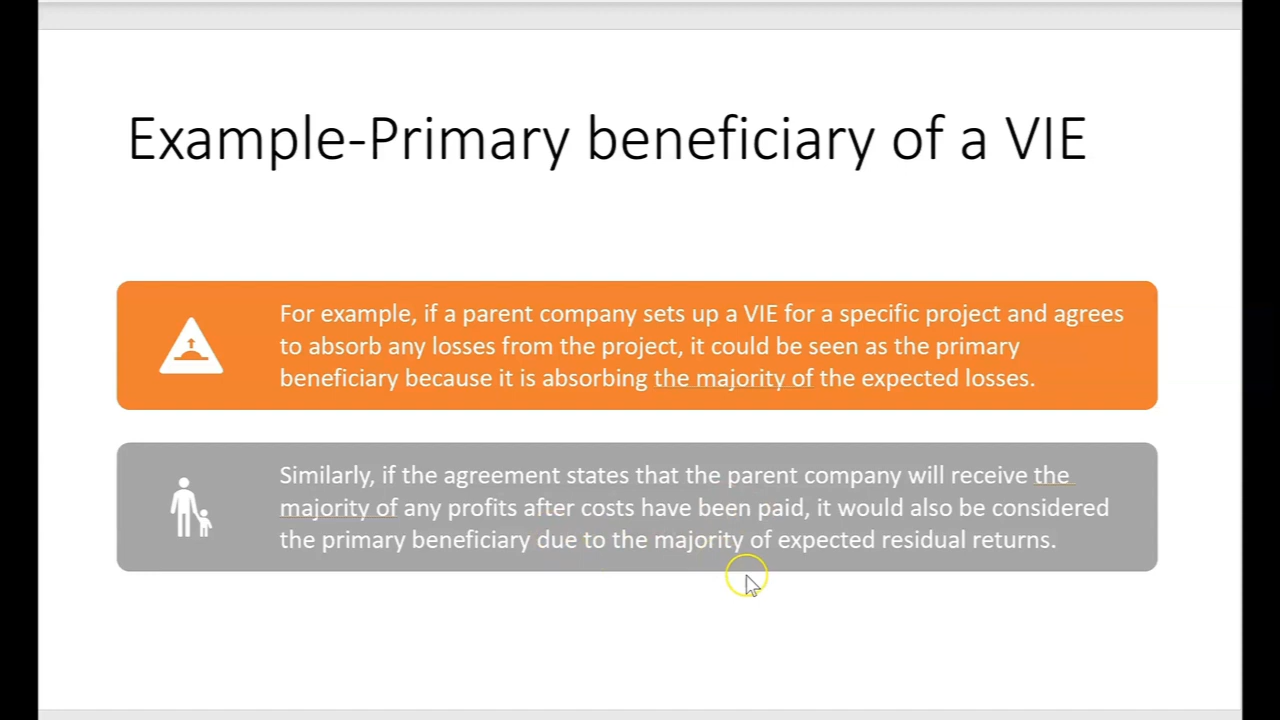 Example-Primary beneficiary of a VIE
For example, if a parent company sets up a VIE for a specific project and agrees
to absorb any losses from the project, it could be seen as the primary
beneficiary because it is absorbing the majority of the expected losses.
Similarly, if the agreement states that the parent company will receive the
majority of any profits after costs have been paid, it would also be considered
the primary beneficiary due to the majority of expected residual returns.